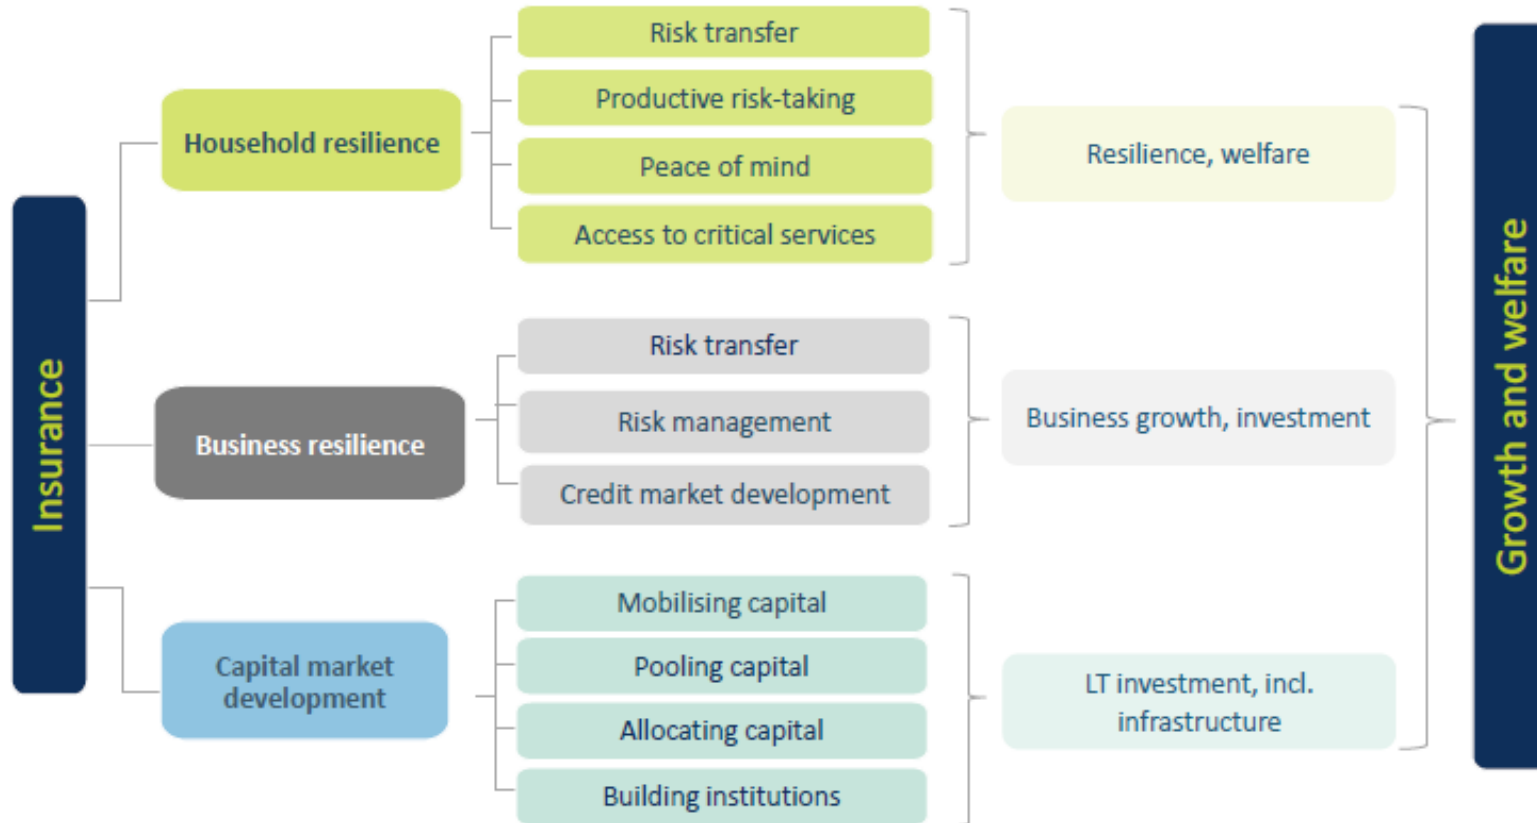 Insurance
Household resilience
Risk transfer
Productive risk-taking
Peace of mind
Access to critical services
Resilience, welfare
Business resilience
Risk transfer
Risk management
Credit market development
Business growth, investment
Capital market
development
Mobilising capital
Pooling capital
Allocating capital
Building institutions
LT investment, incl.
infrastructure
Growth and welfare